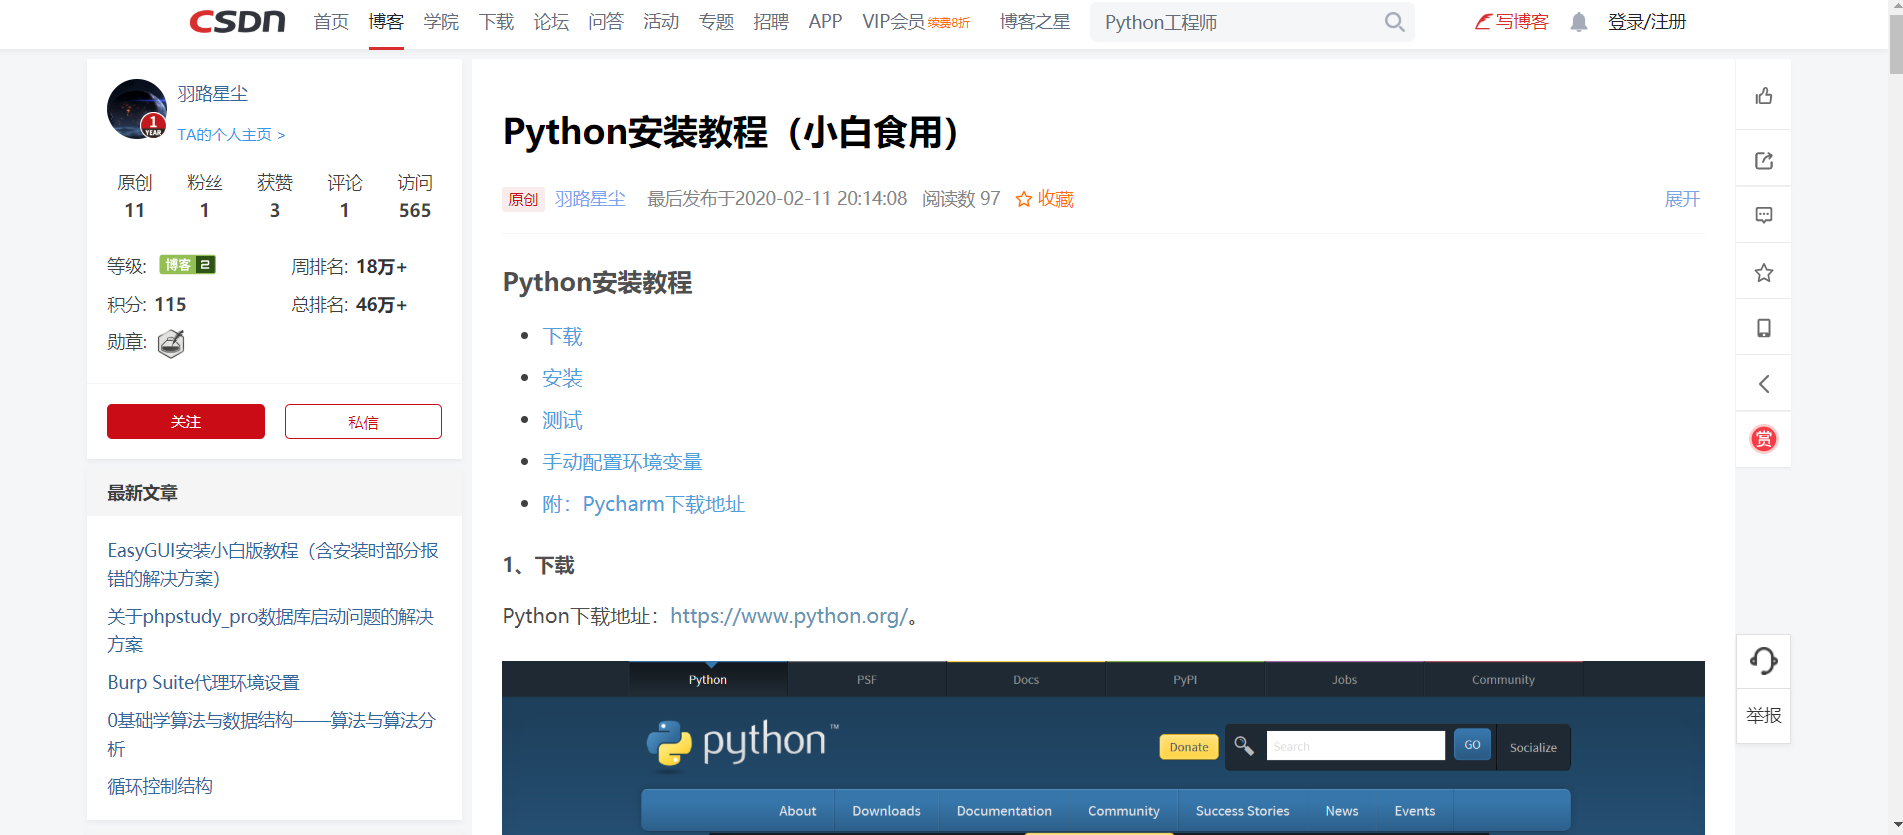 CSDN 首页 博客 学院 下载 论坛 问答 活动 专题 招聘 APP VIP会员 续费8折 博客之星 Python工程师 写博客 登录/注册
羽路星尘
1 YEAR
TA的个人主页 >
原创 粉丝 获赞 评论 访问
11 1 3 1 565
等级: 博客 2 周排名: 18万+
积分: 115 总排名: 46万+
勋章:
关注 私信
最新文章
EasyGUI安装小白版教程（含安装时部分报
错的解决方案）
关于phpstudy_pro数据库启动问题的解决
方案
Burp Suite代理环境设置
0基础学算法与数据结构——算法与算法分
析
循环控制结构
Python安装教程（小白食用）
原创 羽路星尘 最后发布于2020-02-11 20:14:08 阅读数 97 收藏 展开
Python安装教程
下载
安装
测试
手动配置环境变量
附：Pycharm下载地址
1、下载
Python下载地址：https://www.python.org/。
Python PSF Docs PyPI Jobs Community
python™ Donate Search GO Socialize
About Downloads Documentation Community Success Stories News Events
赏
举报